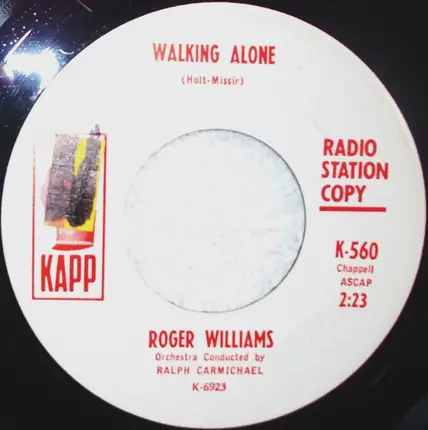 WALKING ALONE
(Holt-Missir)
RADIO
STATION
COPY
KAPP
K-560
Chappell
ASCAP
2:23
ROGER WILLIAMS
Orchestra Conducted by
RALPH CARMICHAEL
K-6923